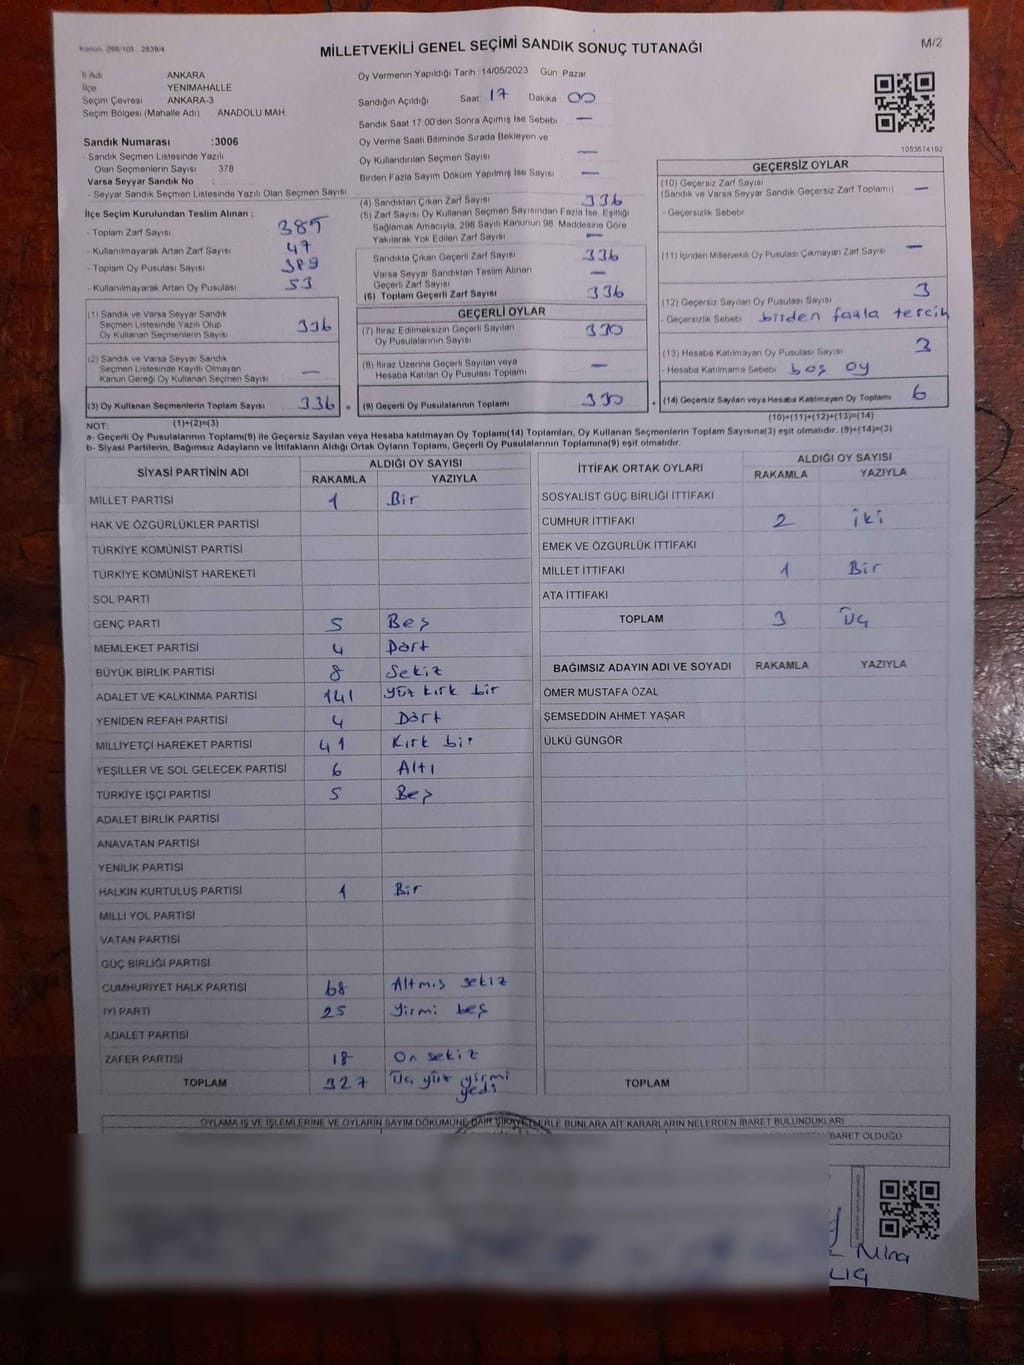 Kanun: 298/105 2839/4
MİLLETVEKİLİ GENEL SEÇİMİ SANDIK SONUÇ TUTANAĞI
M/2
İl Adı ANKARA
İlçe YENİMAHALLE
Seçim Çevresi ANKARA-3
Seçim Bölgesi (Mahalle Adı) ANADOLU MAH
Sandık Numarası :3006
- Sandık Seçmen Listesinde Yazılı
Olan Seçmenlerin Sayısı : 378
Varsa Seyyar Sandık No :
- Seyyar Sandık Seçmen Listesinde Yazılı Olan Seçmen Sayısı
İlçe Seçim Kurulundan Teslim Alınan ;
- Toplam Zarf Sayısı 385
- Kullanılmayarak Artan Zarf Sayısı 47
- Toplam Oy Pusulası Sayısı 389
- Kullanılmayarak Artan Oy Pusulası 53
(1) Sandık ve Varsa Seyyar Sandık
Seçmen Listesinde Yazılı Olup
Oy Kullanan Seçmenlerin Sayısı 336
(2) Sandık ve Varsa Seyyar Sandık
Seçmen Listesinde Kayıtlı Olmayan
Kanun Gereği Oy Kullanan Seçmen Sayısı —
(3) Oy Kullanan Seçmenlerin Toplam Sayısı 336 =
(1)+(2)=(3)
Oy Vermenin Yapıldığı Tarih :14/05/2023 Gün Pazar
Sandığın Açıldığı Saat 17 Dakika 00
Sandık Saat 17:00'den Sonra Açımış İse Sebebi —
Oy Verme Saati Bitiminde Sırada Bekleyen ve
Oy Kullandırılan Seçmen Sayısı —
Birden Fazla Sayım Döküm Yapılmış İse Sayısı —
(4) Sandıktan Çıkan Zarf Sayısı 336
(5) Zarf Sayısı Oy Kullanan Seçmen Sayısından Fazla İse, Eşitliği
Sağlamak Amacıyla, 298 Sayılı Kanunun 98. Maddesine Göre
Yakılarak Yok Edilen Zarf Sayısı —
Sandıkta Çıkan Geçerli Zarf Sayısı 336
Varsa Seyyar Sandıktan Teslim Alınan
Geçerli Zarf Sayısı —
(6) Toplam Geçerli Zarf Sayısı 336
GEÇERLİ OYLAR
(7) İtiraz Edilmeksizin Geçerli Sayılan
Oy Pusulalarının Sayısı 330
(8) İtiraz Üzerine Geçerli Sayılan veya
Hesaba Katılan Oy Pusulası Toplamı —
(9) Geçerli Oy Pusulalarının Toplamı 330 +
1083674192
GEÇERSİZ OYLAR
(10) Geçersiz Zarf Sayısı
(Sandık ve Varsa Seyyar Sandık Geçersiz Zarf Toplamı) —
- Geçersizlik Sebebi
(11) İçinden Milletvekili Oy Pusulası Çıkmayan Zarf Sayısı —
(12) Geçersiz Sayılan Oy Pusulası Sayısı 3
- Geçersizlik Sebebi birden fazla tercih
(13) Hesaba Katılmayan Oy Pusulası Sayısı 3
- Hesaba Katılmama Sebebi boş oy
(14) Geçersiz Sayılan veya Hesaba Katılmayan Oy Toplamı 6
(10)+(11)+(12)+(13)=(14)
NOT:
a- Geçerli Oy Pusulalarının Toplamı(9) ile Geçersiz Sayılan veya Hesaba katılmayan Oy Toplamı(14) Toplamları, Oy Kullanan Seçmenlerin Toplam Sayısına(3) eşit olmalıdır. (9)+(14)=(3)
b- Siyasi Partilerin, Bağımsız Adayların ve İttifakların Aldığı Ortak Oyların Toplamı, Geçerli Oy Pusulalarının Toplamına(9) eşit olmalıdır.
SİYASİ PARTİNİN ADI ALDIĞI OY SAYISI
RAKAMLA YAZIYLA
MİLLET PARTİSİ 1 Bir
HAK VE ÖZGÜRLÜKLER PARTİSİ
TÜRKİYE KOMÜNİST PARTİSİ
TÜRKİYE KOMÜNİST HAREKETİ
SOL PARTİ
GENÇ PARTİ 5 Beş
MEMLEKET PARTİSİ 4 Dört
BÜYÜK BİRLİK PARTİSİ 8 Sekiz
ADALET VE KALKINMA PARTİSİ 141 yüz kırk bir
YENİDEN REFAH PARTİSİ 4 Dört
MİLLİYETÇİ HAREKET PARTİSİ 41 Kırk bir
YEŞİLLER VE SOL GELECEK PARTİSİ 6 Altı
TÜRKİYE İŞÇİ PARTİSİ 5 Beş
ADALET BİRLİK PARTİSİ
ANAVATAN PARTİSİ
YENİLİK PARTİSİ
HALKIN KURTULUŞ PARTİSİ 1 Bir
MİLLİ YOL PARTİSİ
VATAN PARTİSİ
GÜÇ BİRLİĞİ PARTİSİ
CUMHURİYET HALK PARTİSİ 68 Altmış sekiz
İYİ PARTİ 25 Yirmi beş
ADALET PARTİSİ
ZAFER PARTİSİ 18 On sekiz
TOPLAM 327 Üç yüz yirmi
yedi
İTTİFAK ORTAK OYLARI ALDIĞI OY SAYISI
RAKAMLA YAZIYLA
SOSYALİST GÜÇ BİRLİĞİ İTTİFAKI
CUMHUR İTTİFAKI 2 iki
EMEK VE ÖZGÜRLÜK İTTİFAKI
MİLLET İTTİFAKI 1 Bir
ATA İTTİFAKI
TOPLAM 3 Üç
BAĞIMSIZ ADAYIN ADI VE SOYADI RAKAMLA YAZIYLA
ÖMER MUSTAFA ÖZAL
ŞEMSEDDİN AHMET YAŞAR
ÜLKÜ GÜNGÖR
TOPLAM
OYLAMA İŞ VE İŞLEMLERİNE VE OYLARIN SAYIM DÖKÜMÜNE DAİR ŞİKAYETLERLE BUNLARA AİT KARARLARIN NELERDEN İBARET BULUNDUKLARI
BARET OLDUĞU